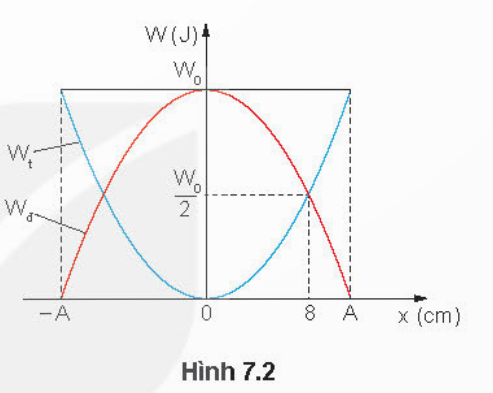 W (J)
W₀
Wₜ
W₀
2
W_đ
−A
0
8
A
x (cm)
Hình 7.2